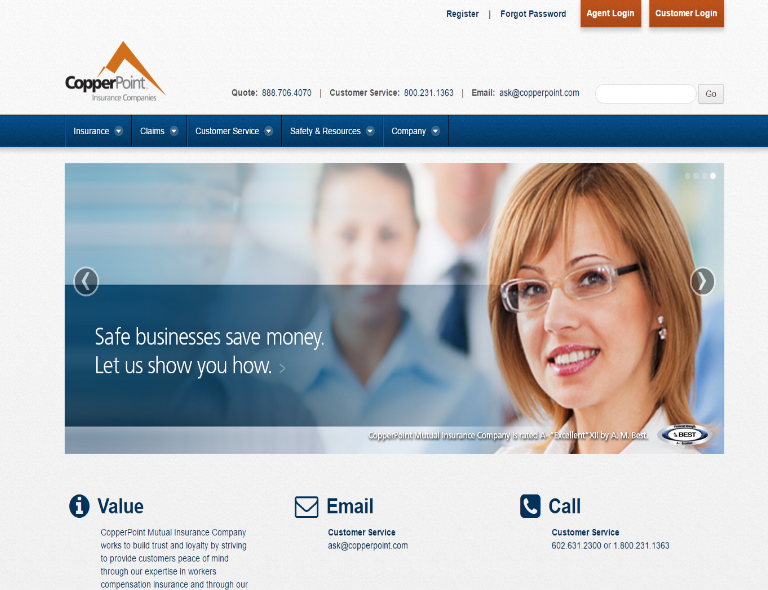 Register | Forgot Password Agent Login Customer Login
CopperPoint
Insurance Companies
Quote: 888.706.4070 | Customer Service: 800.231.1363 | Email: ask@copperpoint.com Go
Insurance Claims Customer Service Safety & Resources Company
Safe businesses save money.
Let us show you how. >
CopperPoint Mutual Insurance Company is rated A- "Excellent" XII by A. M. Best.
BEST
Value
CopperPoint Mutual Insurance Company
works to build trust and loyalty by striving
to provide customers peace of mind
through our expertise in workers
compensation insurance and through our
Email
Customer Service
ask@copperpoint.com
Call
Customer Service
602.631.2300 or 1.800.231.1363